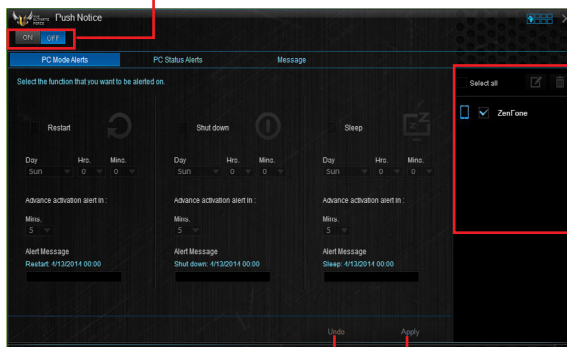 THE ULTIMATE FORCE Push Notice
ON OFF
PC Mode Alerts PC Status Alerts Message
Select the function that you want to be alerted on.
Select all
ZenFone
Restart Shut down Sleep
Day Hrs. Mins. Day Hrs. Mins. Day Hrs. Mins.
Sun 0 0 Sun 0 0 Sun 0 0
Advance activation alert in : Advance activation alert in : Advance activation alert in :
Mins. Mins. Mins.
5 5 5
Alert Message Alert Message Alert Message
Restart: 4/13/2014 00:00 Shut down: 4/13/2014 00:00 Sleep: 4/13/2014 00:00
Undo Apply